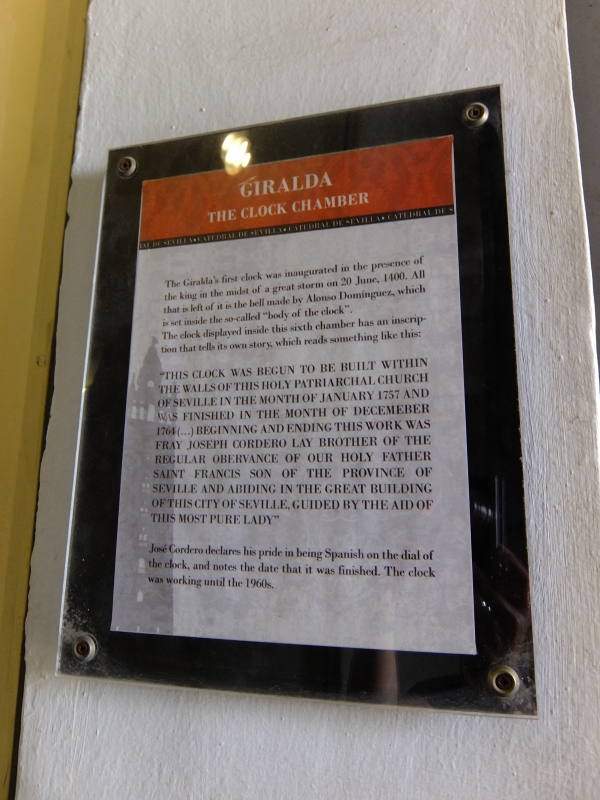 GIRALDA
THE CLOCK CHAMBER
RAL DE SEVILLA • CATEDRAL DE SEVILLA • CATEDRAL DE SEVILLA • CATEDRAL DE S
The Giralda's first clock was inaugurated in the presence of
the king in the midst of a great storm on 20 June, 1400. All
that is left of it is the bell made by Alonso Domínguez, which
is set inside the so-called "body of the clock".
The clock displayed inside this sixth chamber has an inscrip-
tion that tells its own story, which reads something like this:
"THIS CLOCK WAS BEGUN TO BE BUILT WITHIN
THE WALLS OF THIS HOLY PATRIARCHAL CHURCH
OF SEVILLE IN THE MONTH OF JANUARY 1757 AND
WAS FINISHED IN THE MONTH OF DECEMEBER
1764 (...) BEGINNING AND ENDING THIS WORK WAS
FRAY JOSEPH CORDERO LAY BROTHER OF THE
REGULAR OBERVANCE OF OUR HOLY FATHER
SAINT FRANCIS SON OF THE PROVINCE OF
SEVILLE AND ABIDING IN THE GREAT BUILDING
OF THIS CITY OF SEVILLE, GUIDED BY THE AID OF
THIS MOST PURE LADY"
José Cordero declares his pride in being Spanish on the dial of
the clock, and notes the date that it was finished. The clock
was working until the 1960s.